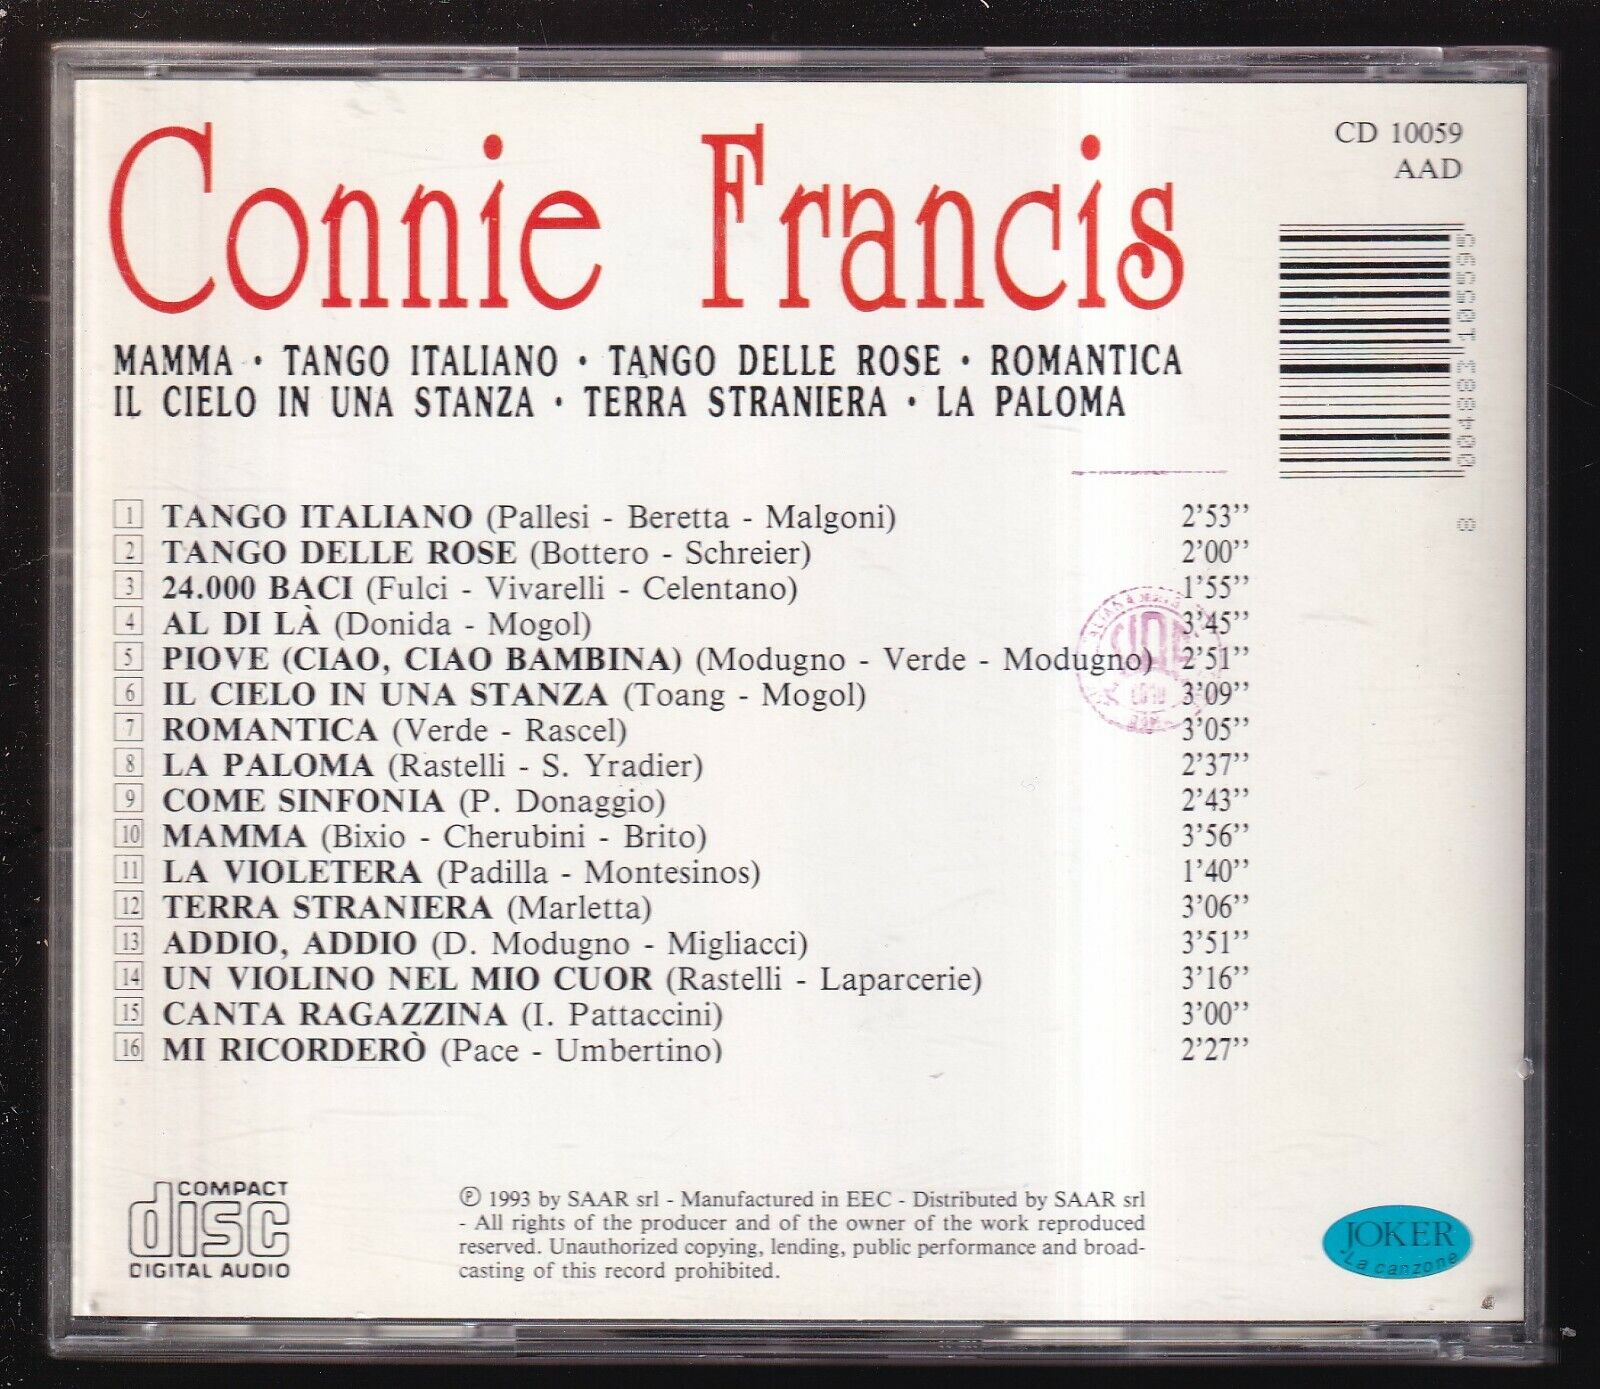 Connie Francis
CD 10059
AAD
MAMMA · TANGO ITALIANO · TANGO DELLE ROSE · ROMANTICA
IL CIELO IN UNA STANZA · TERRA STRANIERA · LA PALOMA
1 TANGO ITALIANO (Pallesi - Beretta - Malgoni) 2'53''
2 TANGO DELLE ROSE (Bottero - Schreier) 2'00''
3 24.000 BACI (Fulci - Vivarelli - Celentano) 1'55''
4 AL DI LÀ (Donida - Mogol) 3'45''
5 PIOVE (CIAO, CIAO BAMBINA) (Modugno - Verde - Modugno) 2'51''
6 IL CIELO IN UNA STANZA (Toang - Mogol) 3'09''
7 ROMANTICA (Verde - Rascel) 3'05''
8 LA PALOMA (Rastelli - S. Yradier) 2'37''
9 COME SINFONIA (P. Donaggio) 2'43''
10 MAMMA (Bixio - Cherubini - Brito) 3'56''
11 LA VIOLETERA (Padilla - Montesinos) 1'40''
12 TERRA STRANIERA (Marletta) 3'06''
13 ADDIO, ADDIO (D. Modugno - Migliacci) 3'51''
14 UN VIOLINO NEL MIO CUOR (Rastelli - Laparcerie) 3'16''
15 CANTA RAGAZZINA (I. Pattaccini) 3'00''
16 MI RICORDERÒ (Pace - Umbertino) 2'27''
COMPACT
disc
DIGITAL AUDIO
℗ 1993 by SAAR srl - Manufactured in EEC - Distributed by SAAR srl
- All rights of the producer and of the owner of the work reproduced
reserved. Unauthorized copying, lending, public performance and broad-
casting of this record prohibited.
JOKER
La canzone